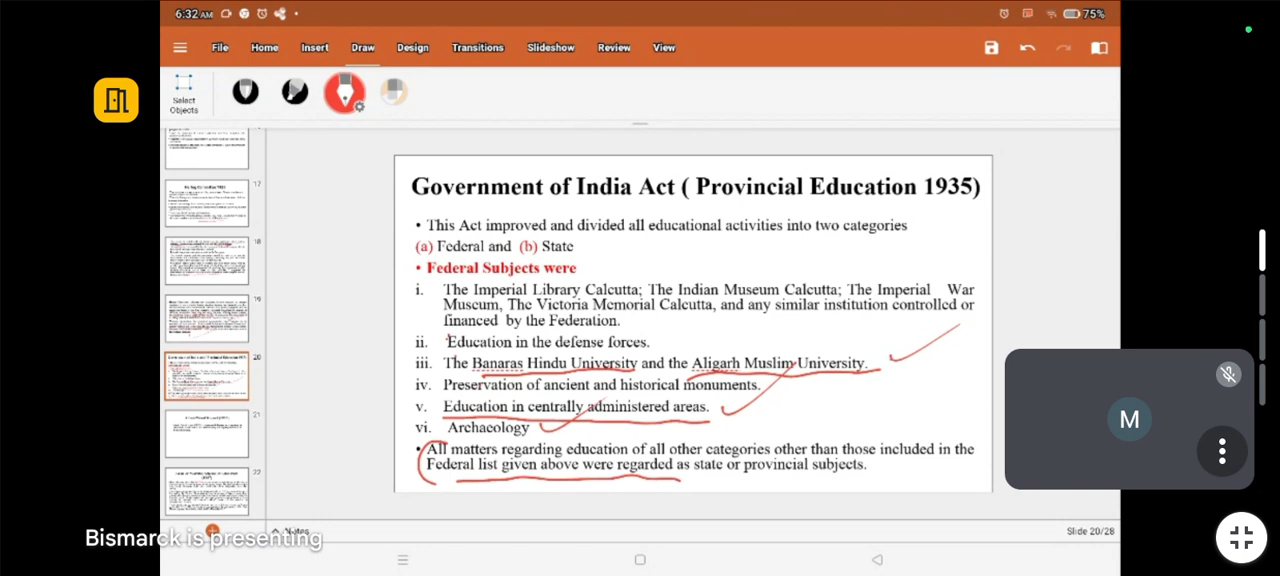 6:32 AM
75%
File Home Insert Draw Design Transitions Slideshow Review View
Select
Objects
17
18
19
20
21
22
Government of India Act ( Provincial Education 1935)
• This Act improved and divided all educational activities into two categories
(a) Federal and (b) State
• Federal Subjects were
i. The Imperial Library Calcutta; The Indian Museum Calcutta; The Imperial War
Museum, The Victoria Memorial Calcutta, and any similar institution controlled or
financed by the Federation.
ii. Education in the defense forces.
iii. The Banaras Hindu University and the Aligarh Muslim University.
iv. Preservation of ancient and historical monuments.
v. Education in centrally administered areas.
vi. Archaeology
• All matters regarding education of all other categories other than those included in the
Federal list given above were regarded as state or provincial subjects.
M
Notes
Slide 20/28
Bismarck is presenting